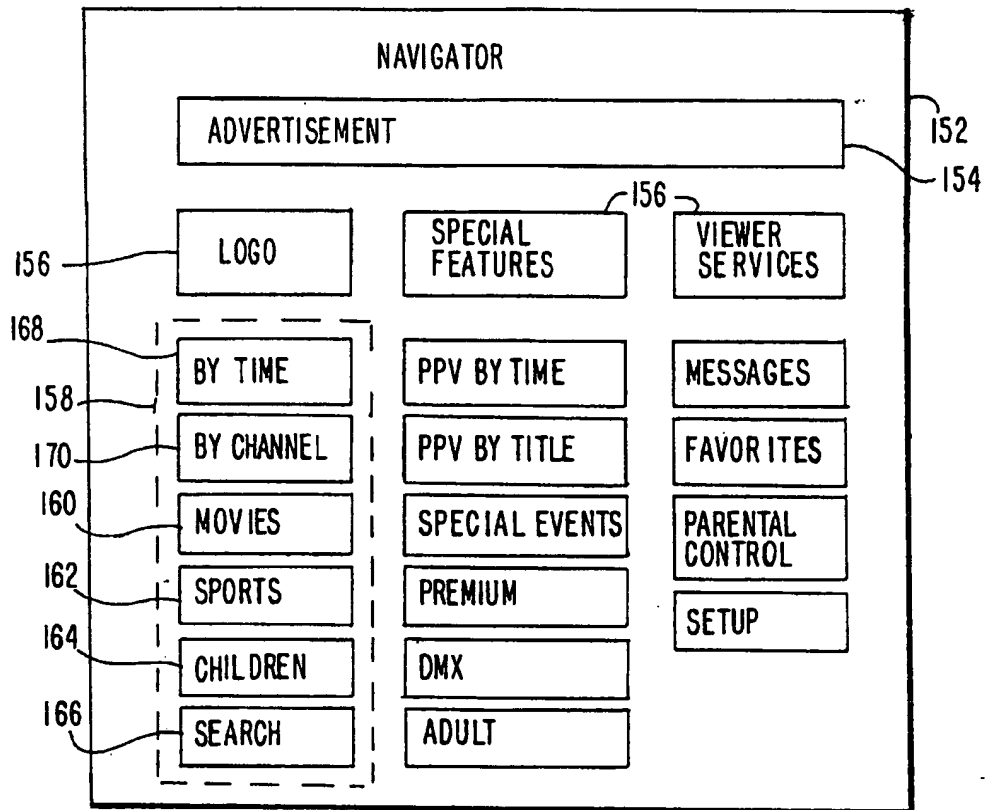 NAVIGATOR
ADVERTISEMENT
152
154
156
156
LOGO
SPECIAL
FEATURES
VIEWER
SERVICES
168
158
170
160
162
164
166
BY TIME
BY CHANNEL
MOVIES
SPORTS
CHILDREN
SEARCH
PPV BY TIME
PPV BY TITLE
SPECIAL EVENTS
PREMIUM
DMX
ADULT
MESSAGES
FAVORITES
PARENTAL
CONTROL
SETUP